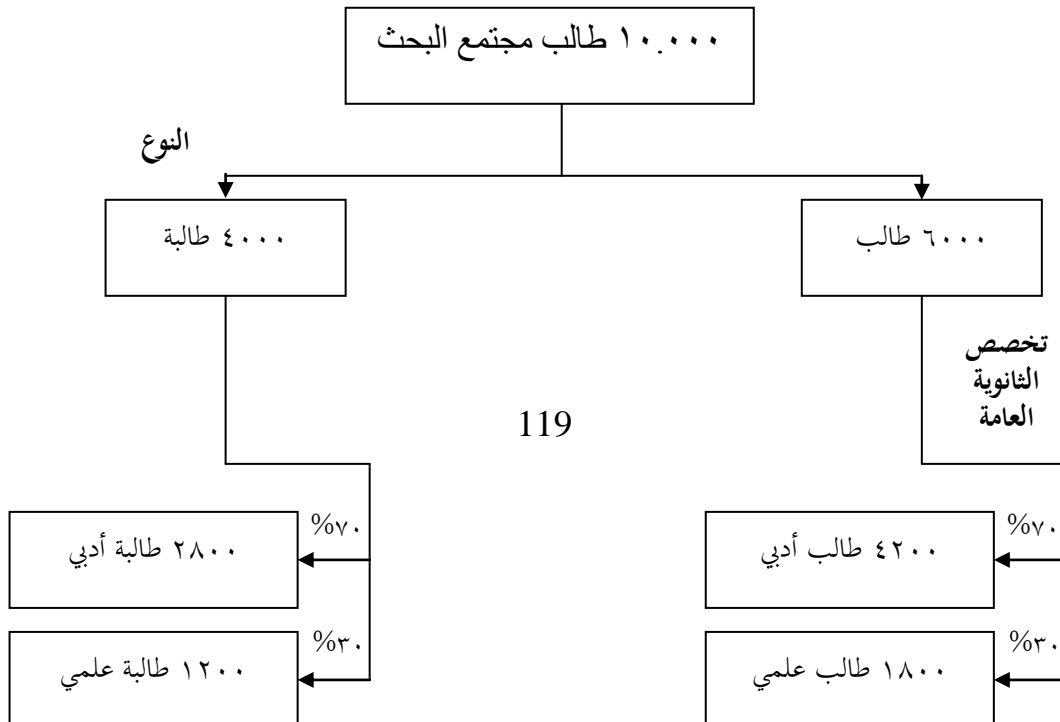 ١٠.٠٠٠ طالب مجتمع البحث
النوع
٦٠٠٠ طالب
٤٠٠٠ طالبة
تخصص
الثانوية
العامة
119
%٧٠
٤٢٠٠ طالب أدبي
%٧٠
٢٨٠٠ طالبة أدبي
%٣٠
١٨٠٠ طالب علمي
%٣٠
١٢٠٠ طالبة علمي